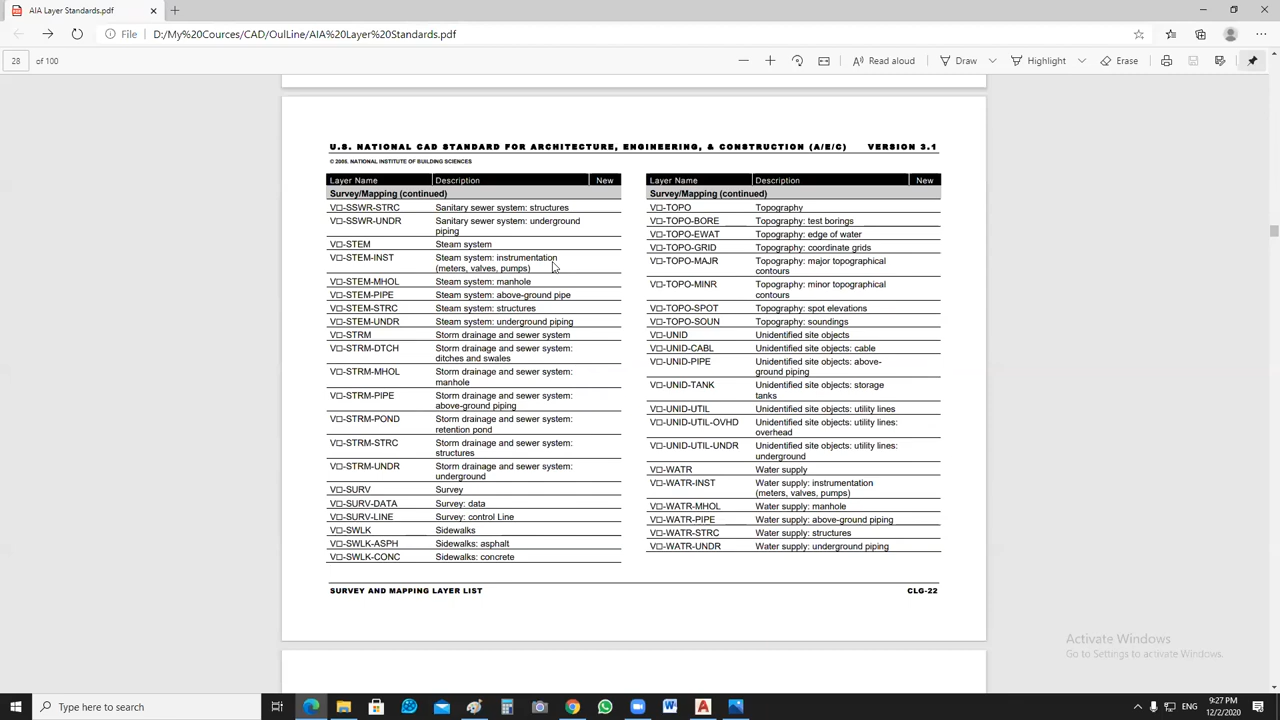 AIA Layer Standards.pdf
File D:/My%20Cources/CAD/OulLine/AIA%20Layer%20Standards.pdf
28 of 100
Read aloud Draw Highlight Erase
U.S. NATIONAL CAD STANDARD FOR ARCHITECTURE, ENGINEERING, & CONSTRUCTION (A/E/C) VERSION 3.1
© 2005. NATIONAL INSTITUTE OF BUILDING SCIENCES
Layer Name Description New
Survey/Mapping (continued)
V□-SSWR-STRC Sanitary sewer system: structures
V□-SSWR-UNDR Sanitary sewer system: underground
piping
V□-STEM Steam system
V□-STEM-INST Steam system: instrumentation
(meters, valves, pumps)
V□-STEM-MHOL Steam system: manhole
V□-STEM-PIPE Steam system: above-ground pipe
V□-STEM-STRC Steam system: structures
V□-STEM-UNDR Steam system: underground piping
V□-STRM Storm drainage and sewer system
V□-STRM-DTCH Storm drainage and sewer system:
ditches and swales
V□-STRM-MHOL Storm drainage and sewer system:
manhole
V□-STRM-PIPE Storm drainage and sewer system:
above-ground piping
V□-STRM-POND Storm drainage and sewer system:
retention pond
V□-STRM-STRC Storm drainage and sewer system:
structures
V□-STRM-UNDR Storm drainage and sewer system:
underground
V□-SURV Survey
V□-SURV-DATA Survey: data
V□-SURV-LINE Survey: control Line
V□-SWLK Sidewalks
V□-SWLK-ASPH Sidewalks: asphalt
V□-SWLK-CONC Sidewalks: concrete
Layer Name Description New
Survey/Mapping (continued)
V□-TOPO Topography
V□-TOPO-BORE Topography: test borings
V□-TOPO-EWAT Topography: edge of water
V□-TOPO-GRID Topography: coordinate grids
V□-TOPO-MAJR Topography: major topographical
contours
V□-TOPO-MINR Topography: minor topographical
contours
V□-TOPO-SPOT Topography: spot elevations
V□-TOPO-SOUN Topography: soundings
V□-UNID Unidentified site objects
V□-UNID-CABL Unidentified site objects: cable
V□-UNID-PIPE Unidentified site objects: above-
ground piping
V□-UNID-TANK Unidentified site objects: storage
tanks
V□-UNID-UTIL Unidentified site objects: utility lines
V□-UNID-UTIL-OVHD Unidentified site objects: utility lines:
overhead
V□-UNID-UTIL-UNDR Unidentified site objects: utility lines:
underground
V□-WATR Water supply
V□-WATR-INST Water supply: instrumentation
(meters, valves, pumps)
V□-WATR-MHOL Water supply: manhole
V□-WATR-PIPE Water supply: above-ground piping
V□-WATR-STRC Water supply: structures
V□-WATR-UNDR Water supply: underground piping
SURVEY AND MAPPING LAYER LIST CLG-22
Activate Windows
Go to Settings to activate Windows.
Type here to search
ENG
9:27 PM
12/2/2020